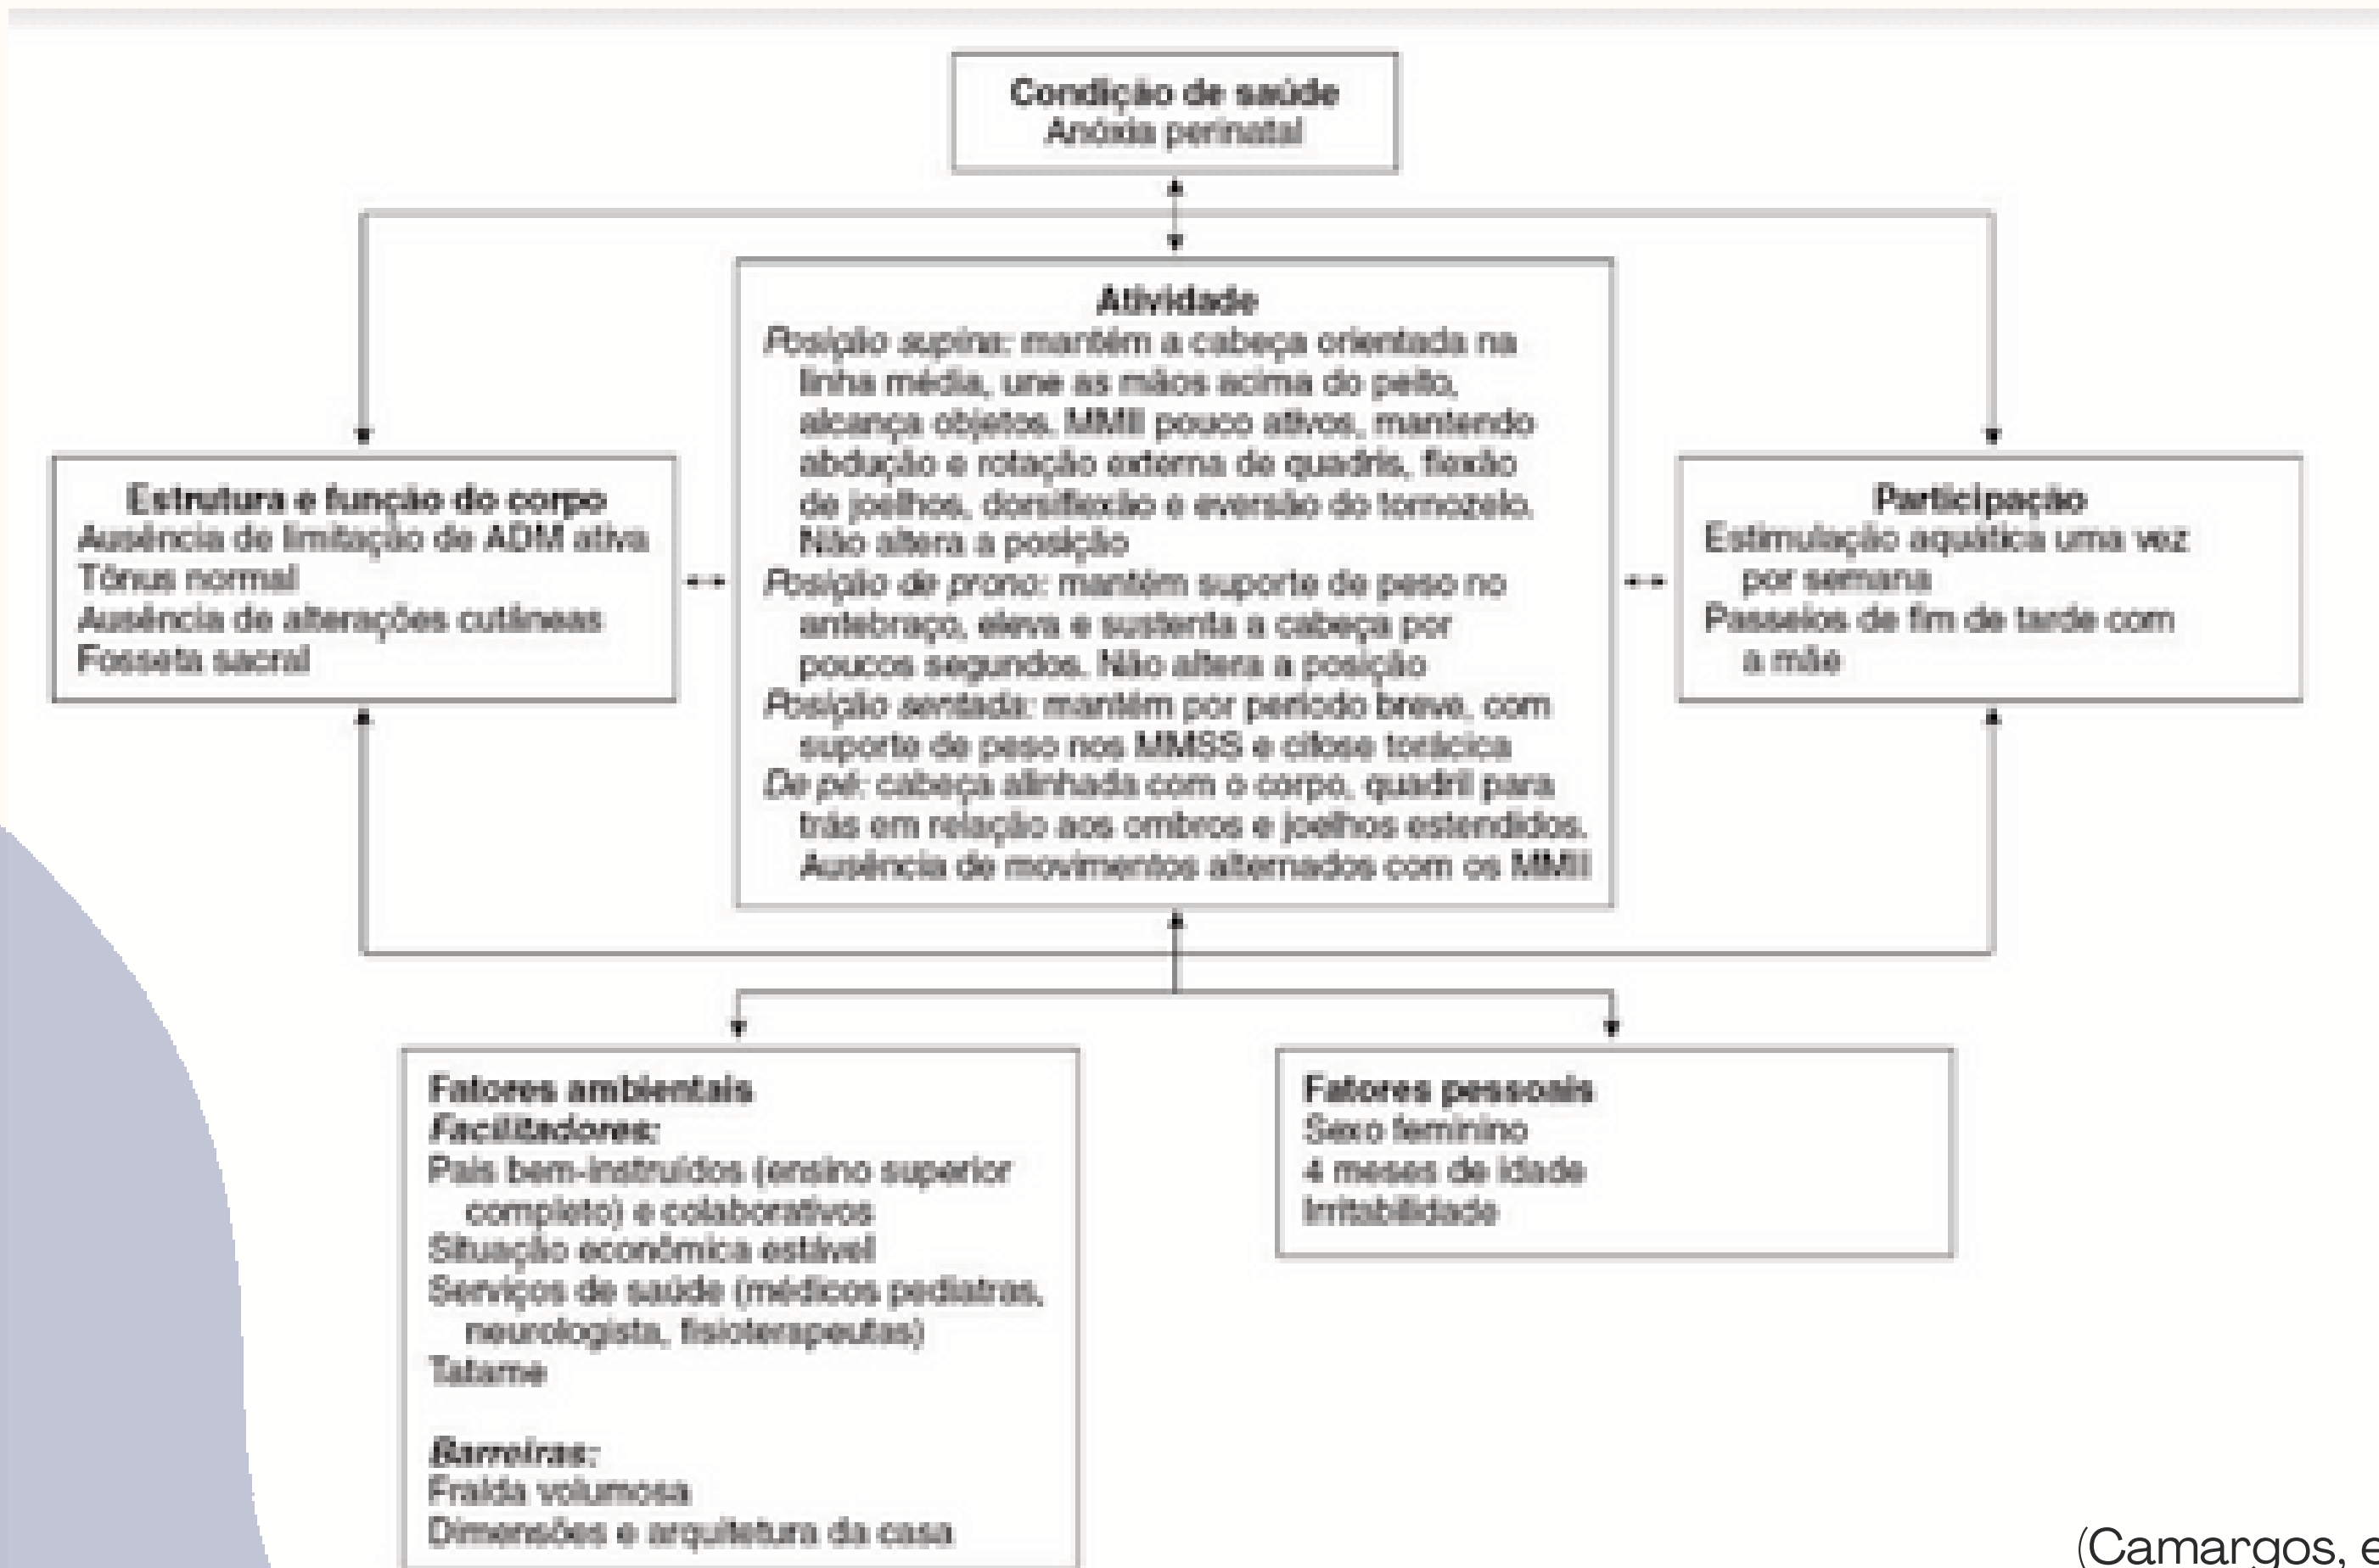 Condição de saúde
Anóxia perinatal
Atividade
Posição supina: mantém a cabeça orientada na
linha média, une as mãos acima do peito,
alcança objetos. MMII pouco ativos, mantendo
abdução e rotação externa de quadris, flexão
de joelhos, dorsiflexão e eversão do tornozelo.
Não altera a posição
Posição de prono: mantém suporte de peso no
antebraço, eleva e sustenta a cabeça por
poucos segundos. Não altera a posição
Posição sentada: mantém por período breve, com
suporte de peso nos MMSS e cifose torácica
De pé: cabeça alinhada com o corpo, quadril para
trás em relação aos ombros e joelhos estendidos.
Ausência de movimentos alternados com os MMII
Estrutura e função do corpo
Ausência de limitação de ADM ativa
Tônus normal
Ausência de alterações cutâneas
Fosseta sacral
Participação
Estimulação aquática uma vez
por semana
Passeios de fim de tarde com
a mãe
Fatores ambientais
Facilitadores:
Pais bem-instruídos (ensino superior
completo) e colaborativos
Situação econômica estável
Serviços de saúde (médicos pediatras,
neurologista, fisioterapeutas)
Tatame
Barreiras:
Fralda volumosa
Dimensões e arquitetura da casa
Fatores pessoais
Sexo feminino
4 meses de idade
Irritabilidade
(Camargos, e